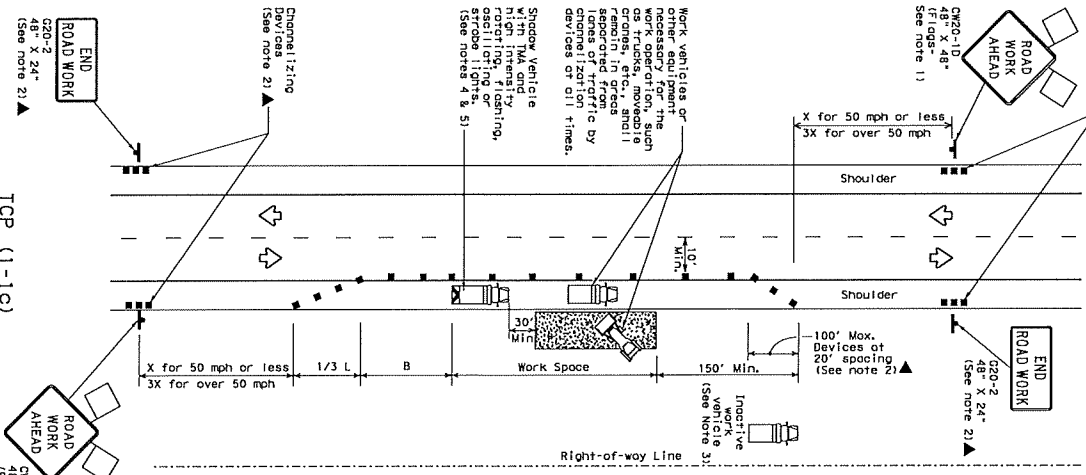 CW20-1D
48" X 48"
(Flags-
See note 1)
ROAD
WORK
AHEAD
X for 50 mph or less
3X for over 50 mph
Shoulder
END
ROAD WORK
G20-2
48" X 24"
(See note 2)▲
Work vehicles or
other equipment
necessary for the
work operation, such
as trucks, moveable
cranes, etc., shall
remain in areas
separated from
lanes of traffic by
channelization
devices at all times.
Shadow Vehicle
with TMA and
high intensity
rotating, flashing,
oscillating or
strobe lights.
(See notes 4 & 5)
Channelizing
Devices
(See note 2)▲
END
ROAD WORK
G20-2
48" X 24"
(See note 2)▲
10'
Min.
Shoulder
30'
Min
100' Max.
Devices at
20' spacing
(See note 2)▲
X for 50 mph or less
3X for over 50 mph
1/3 L
B
Work Space
150' Min.
Inactive
work
vehicle
(See Note 3)
Right-of-way Line
ROAD
WORK
AHEAD
TCP (1-1c)